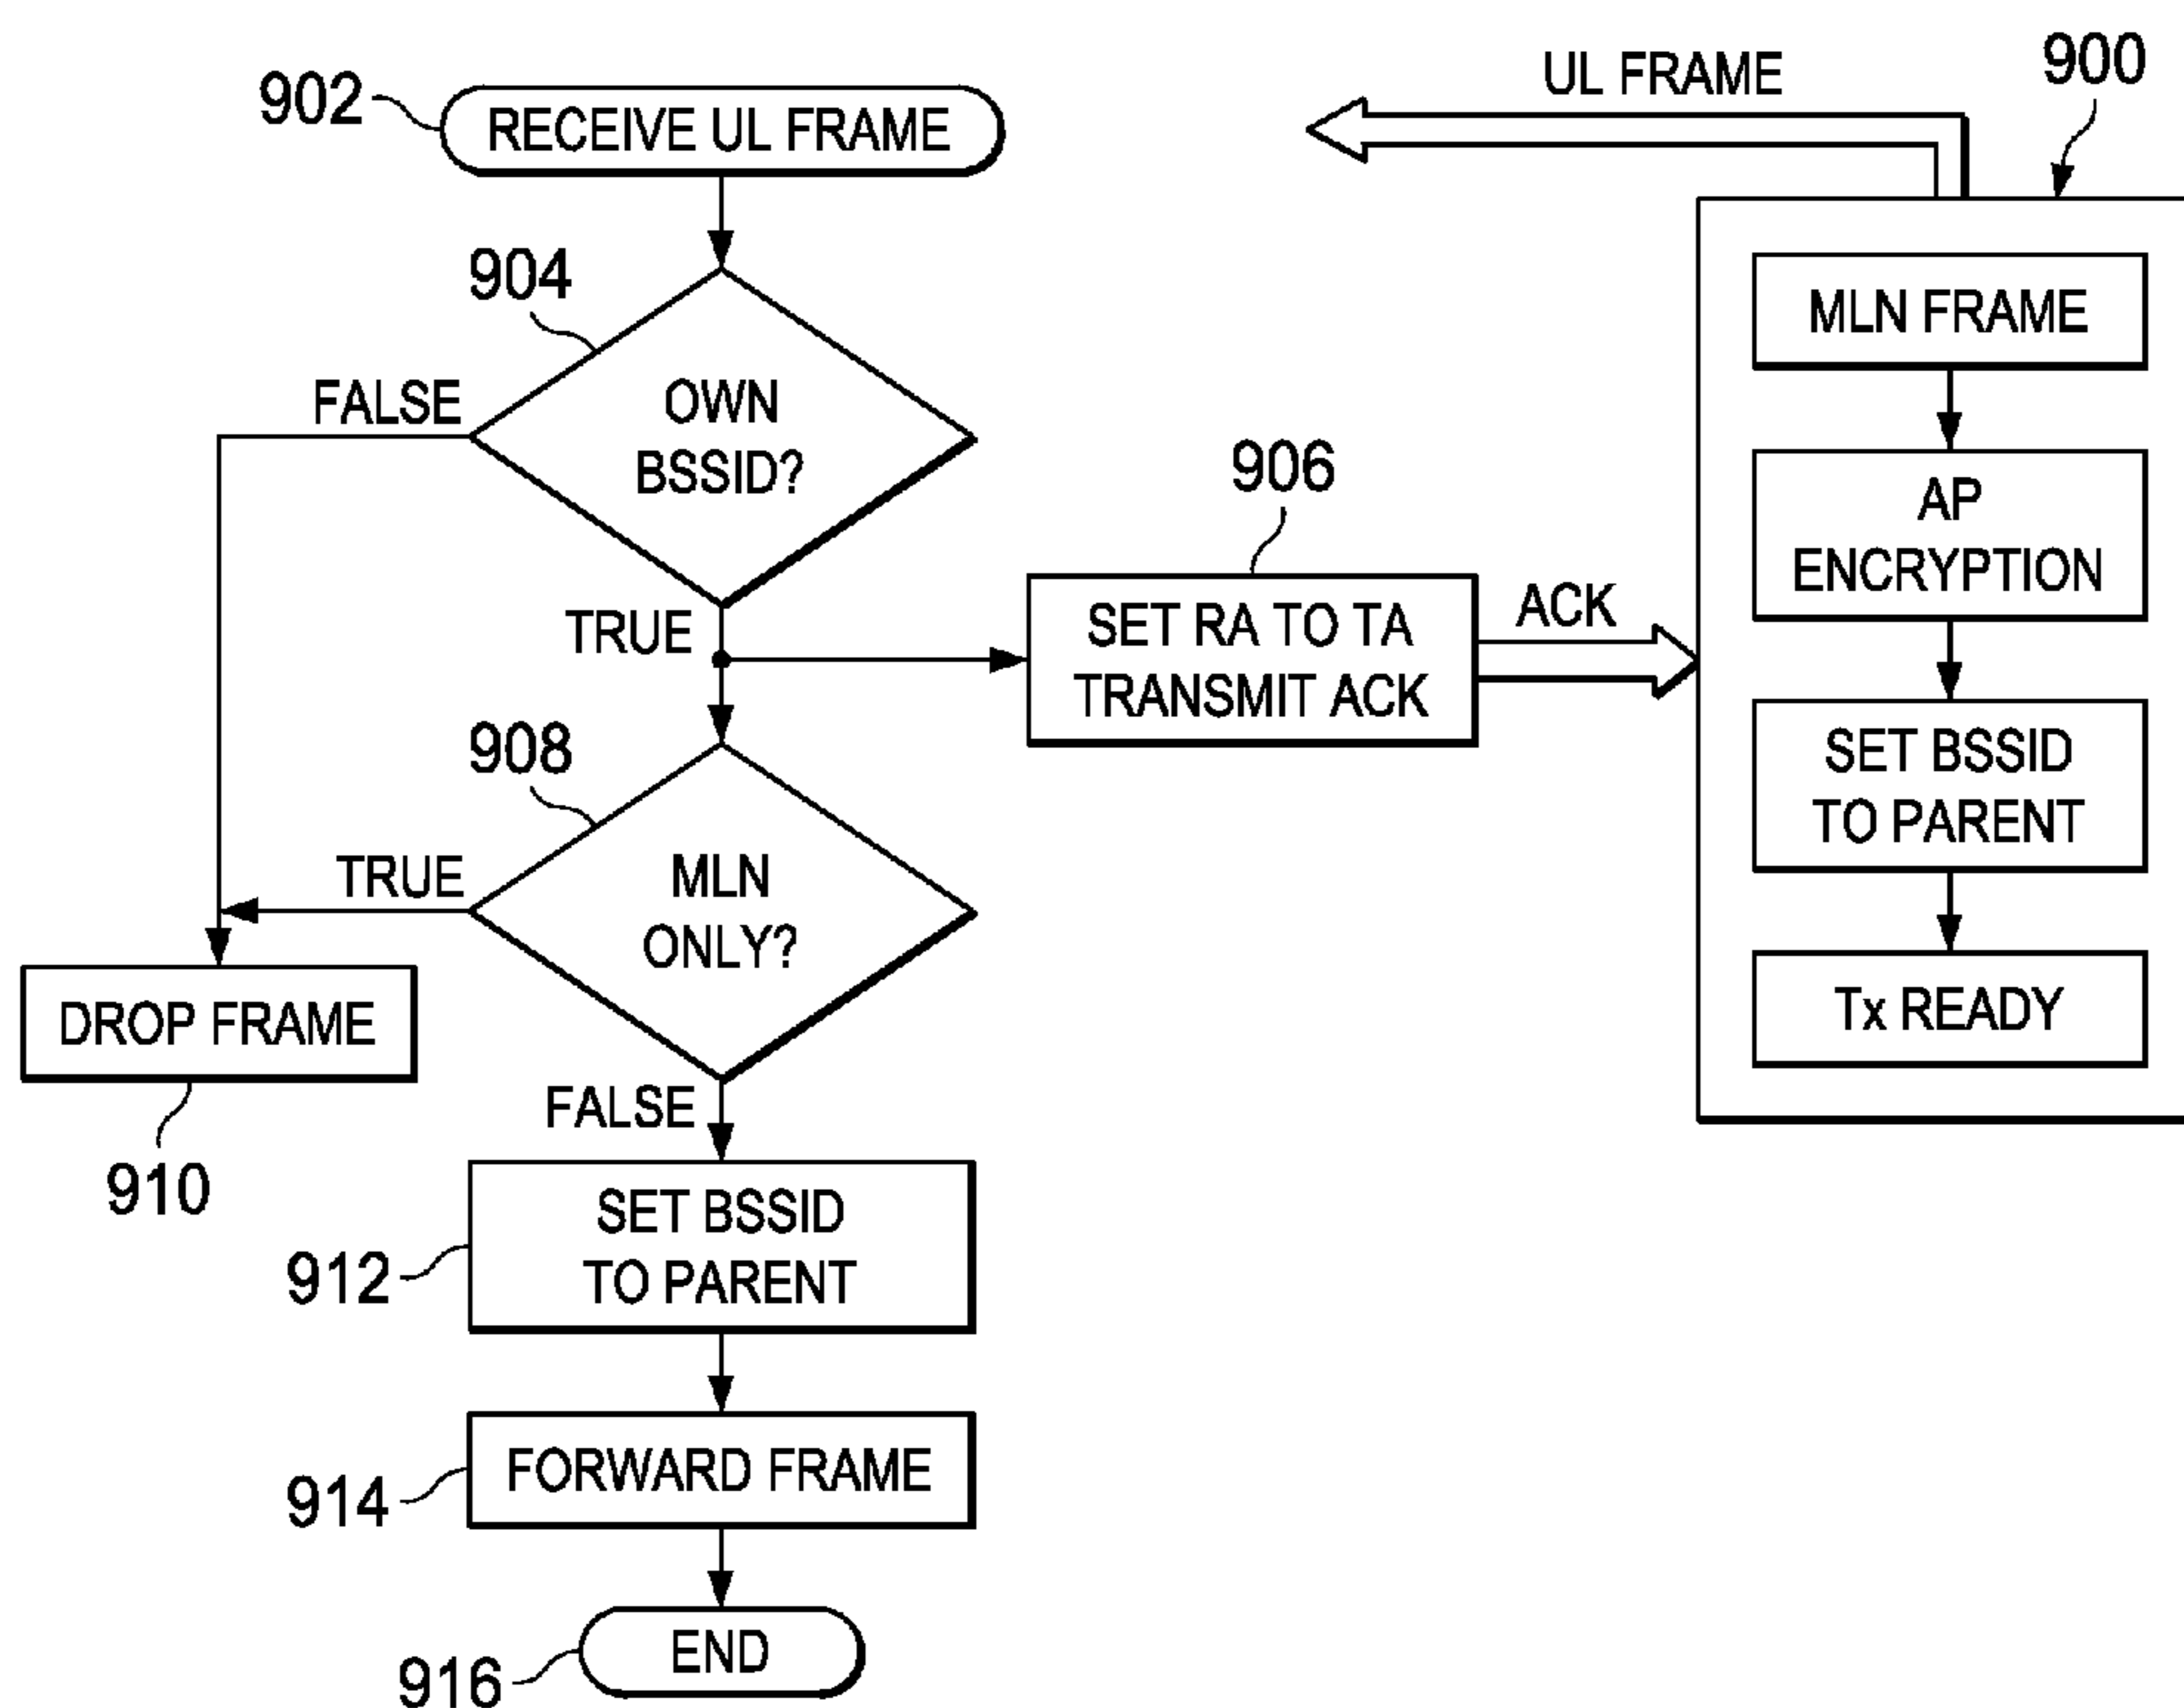 UL FRAME
900
902
RECEIVE UL FRAME
904
OWN
BSSID?
FALSE
TRUE
906
SET RA TO TA
TRANSMIT ACK
ACK
MLN FRAME
AP
ENCRYPTION
SET BSSID
TO PARENT
Tx READY
908
MLN
ONLY?
TRUE
FALSE
DROP FRAME
910
912
SET BSSID
TO PARENT
914
FORWARD FRAME
916
END